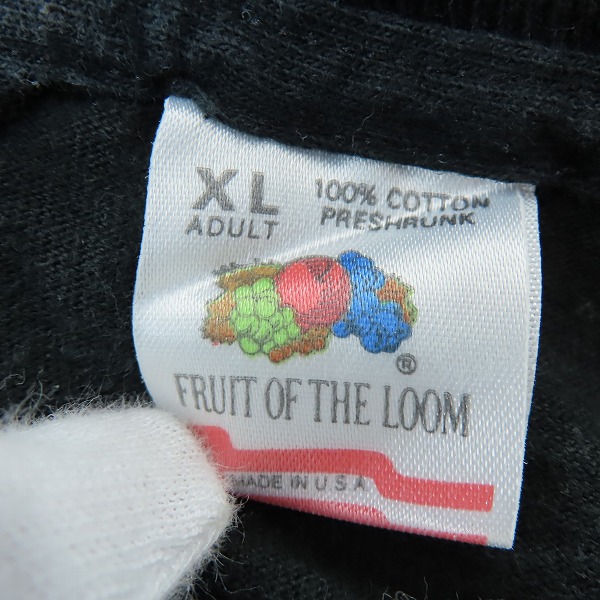 XL
ADULT
100% COTTON
PRESHRUNK
®
FRUIT OF THE LOOM
MADE IN U S A